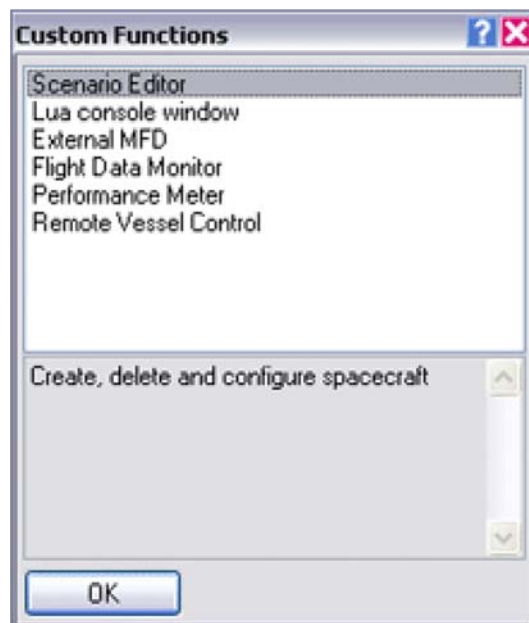 Custom Functions
Scenario Editor
Lua console window
External MFD
Flight Data Monitor
Performance Meter
Remote Vessel Control
Create, delete and configure spacecraft
OK